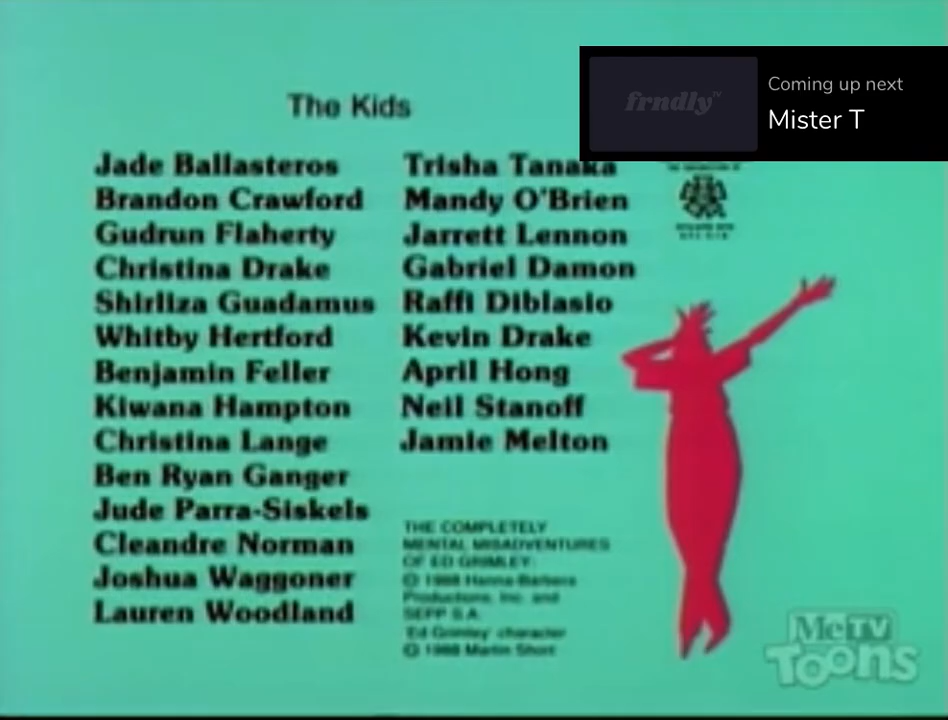 Coming up next
frndly tv
Mister T
The Kids
Jade Ballasteros
Brandon Crawford
Gudrun Flaherty
Christina Drake
Shirliza Guadamus
Whitby Hertford
Benjamin Feller
Kiwana Hampton
Christina Lange
Ben Ryan Ganger
Jude Parra-Siskels
Cleandre Norman
Joshua Waggoner
Lauren Woodland
Trisha Tanaka
Mandy O'Brien
Jarrett Lennon
Gabriel Damon
Raffi Diblasio
Kevin Drake
April Hong
Neil Stanoff
Jamie Melton
THE COMPLETELY
MENTAL MISADVENTURES
OF ED GRIMLEY:
© 1988 Hanna-Barbera
Productions, Inc. and
SEPP S.A.
'Ed Grimley' character
© 1988 Martin Short
MeTV
Toons